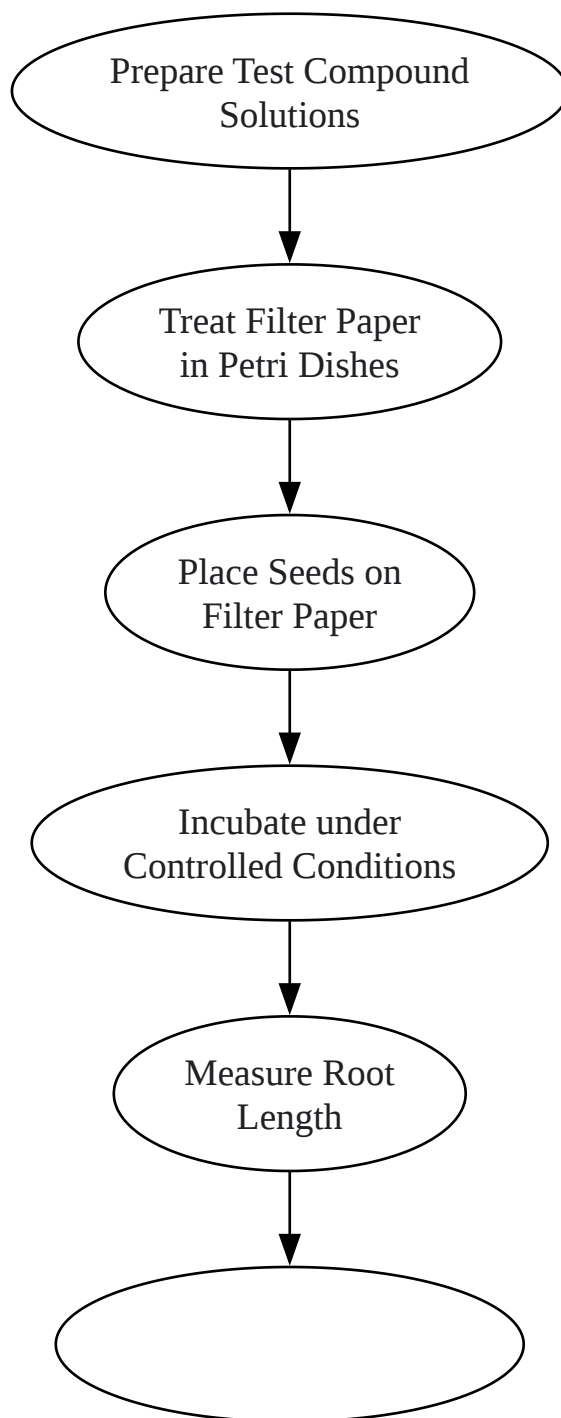 Prepare Test Compound
Solutions
Treat Filter Paper
in Petri Dishes
Place Seeds on
Filter Paper
Incubate under
Controlled Conditions
Measure Root
Length